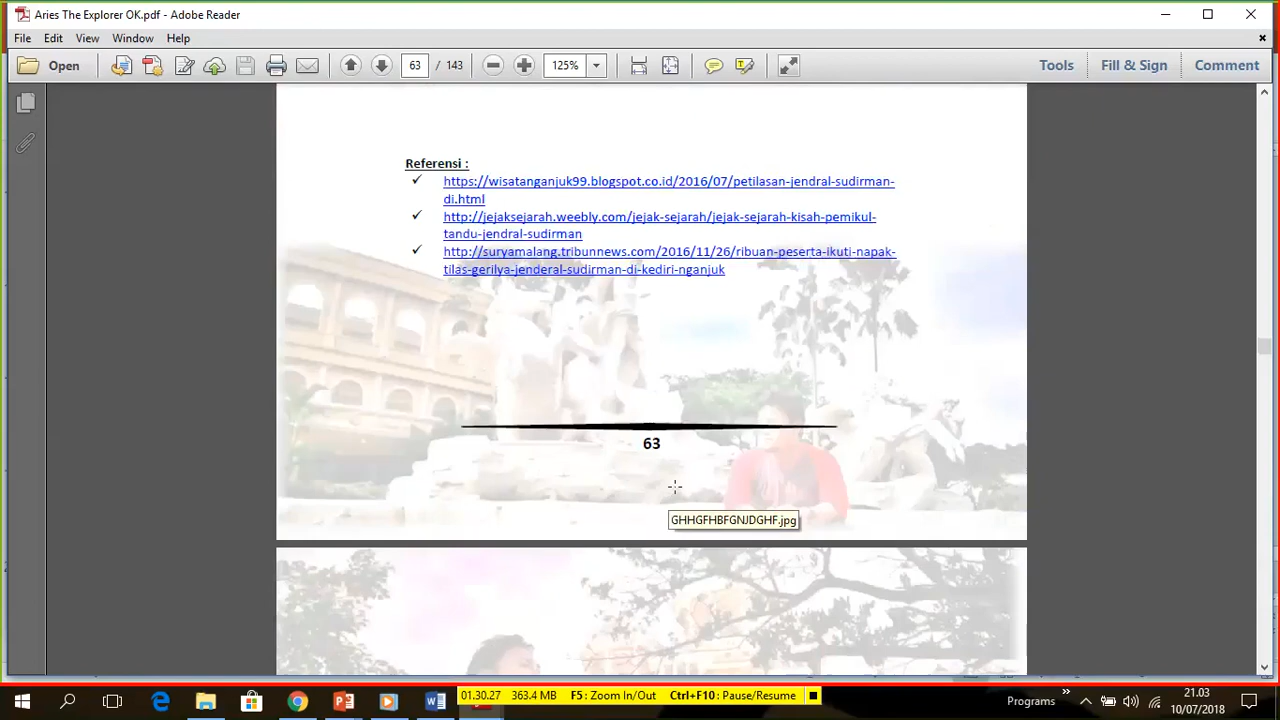 Aries The Explorer OK.pdf - Adobe Reader
File Edit View Window Help
Open 63 / 143 125% Tools Fill & Sign Comment
Referensi :
✓ https://wisatanganjuk99.blogspot.co.id/2016/07/petilasan-jendral-sudirman-
di.html
✓ http://jejaksejarah.weebly.com/jejak-sejarah/jejak-sejarah-kisah-pemikul-
tandu-jendral-sudirman
✓ http://suryamalang.tribunnews.com/2016/11/26/ribuan-peserta-ikuti-napak-
tilas-gerilya-jenderal-sudirman-di-kediri-nganjuk
63
GHHGFHBFGNJDGHF.jpg
01.30.27 363.4 MB F5: Zoom In/Out Ctrl+F10: Pause/Resume
Programs
21.03
10/07/2018